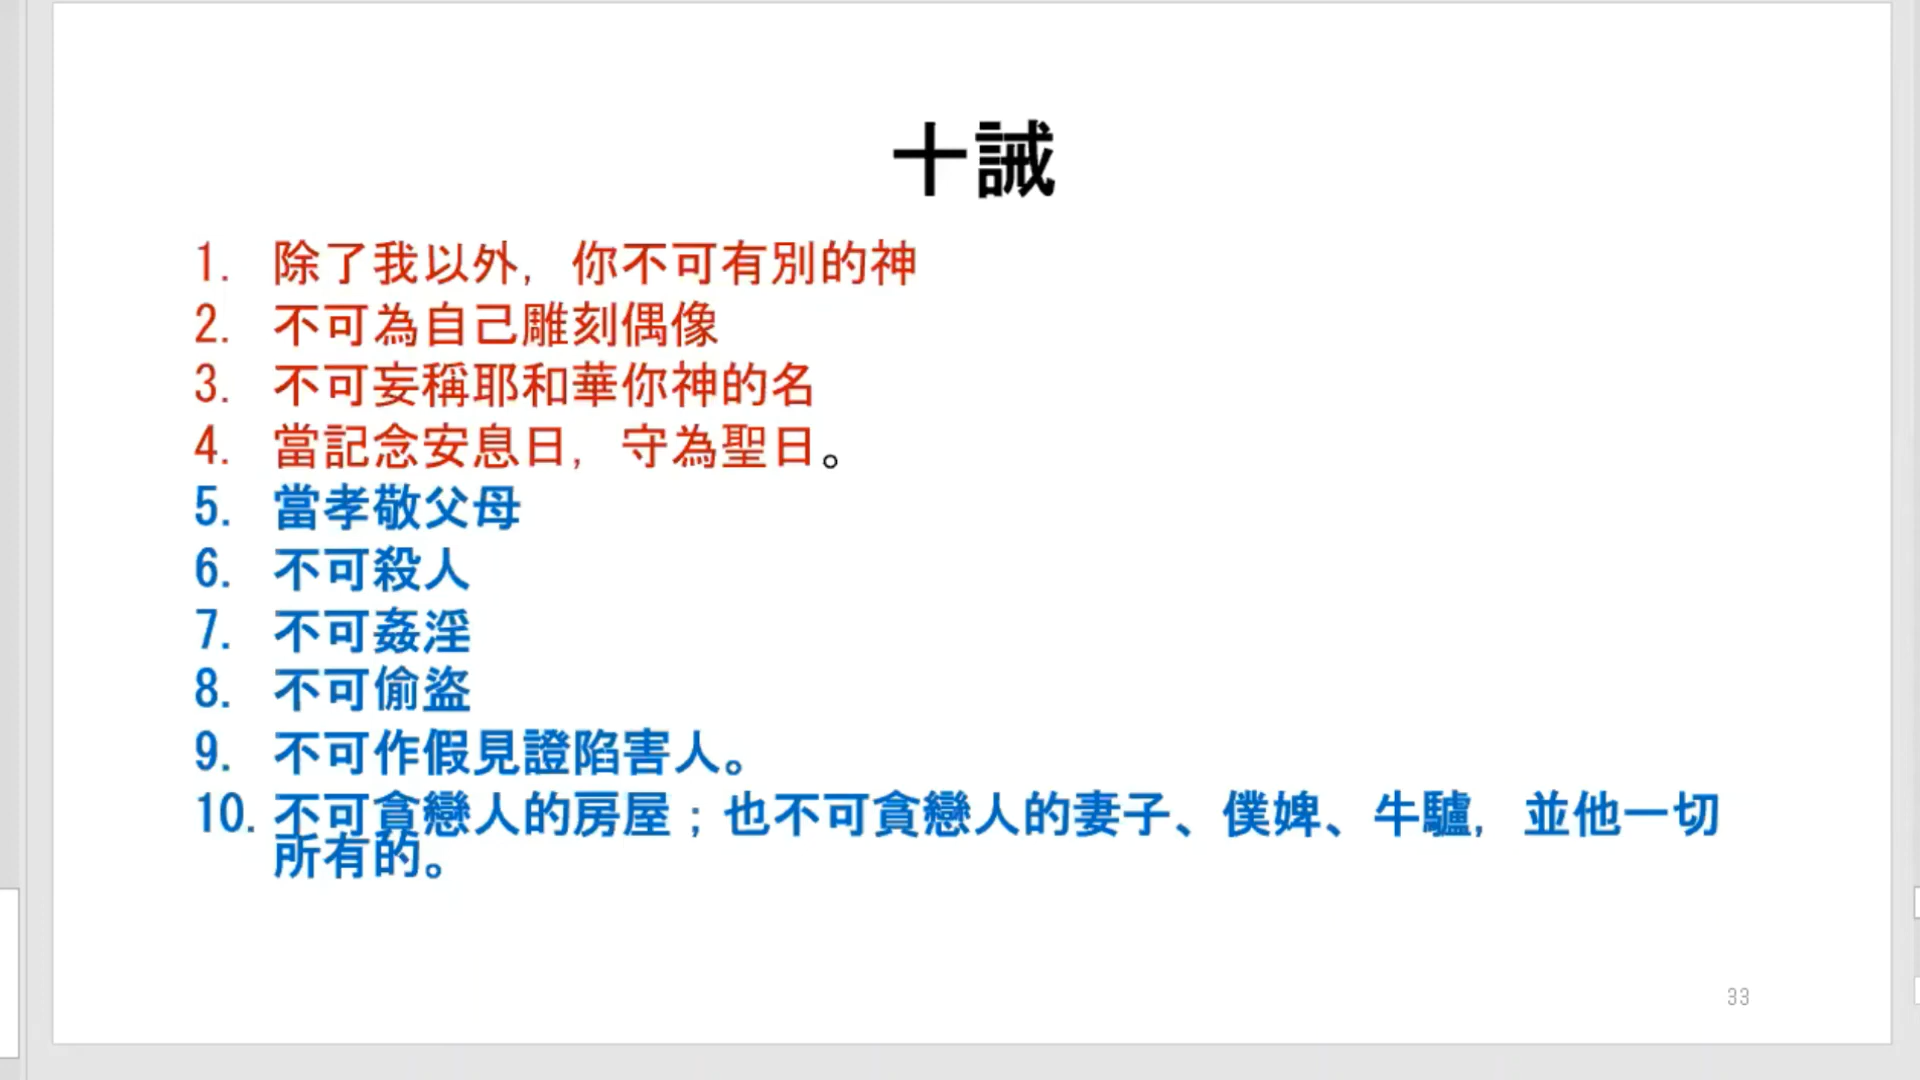 十誡
1. 除了我以外, 你不可有別的神
2. 不可為自己雕刻偶像
3. 不可妄稱耶和華你神的名
4. 當記念安息日, 守為聖日。
5. 當孝敬父母
6. 不可殺人
7. 不可姦淫
8. 不可偷盜
9. 不可作假見證陷害人。
10. 不可貪戀人的房屋；也不可貪戀人的妻子、僕婢、牛驢, 並他一切
所有的。
33